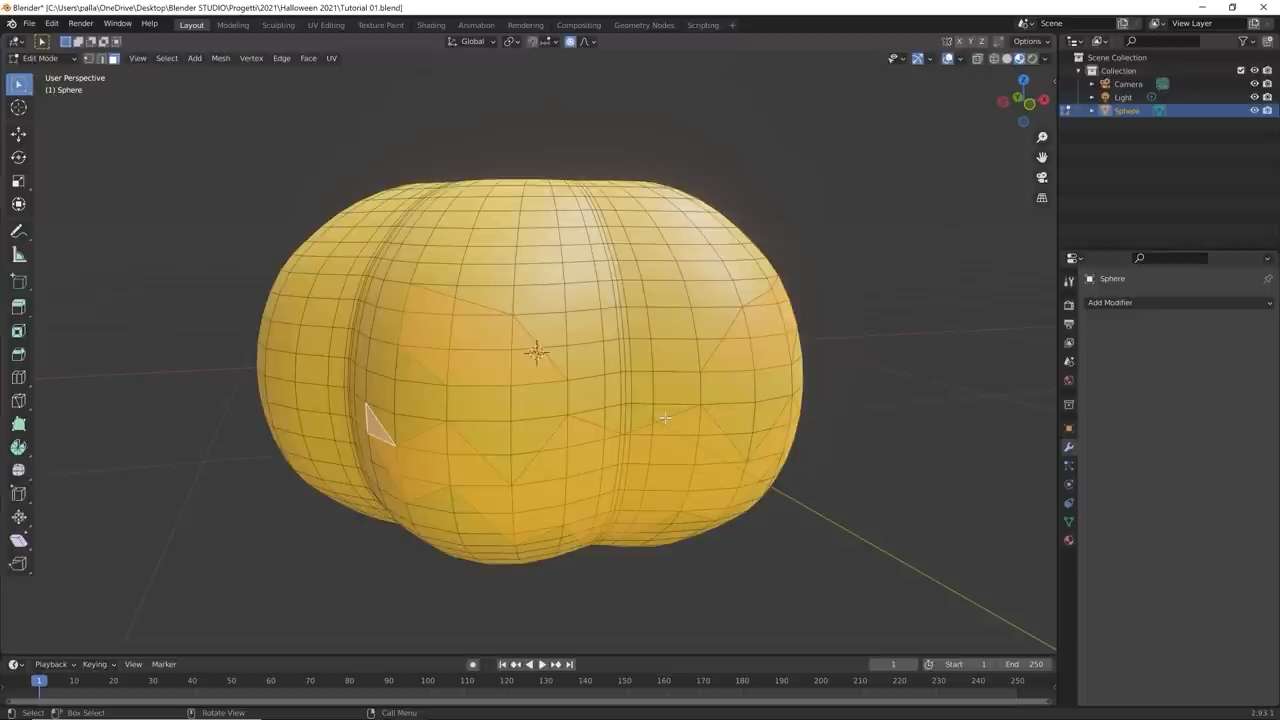 Blender* [C:\Users\palla\OneDrive\Desktop\Blender STUDIO\Progetti\2021\Halloween 2021\Tutorial 01.blend]
File Edit Render Window Help Layout Modeling Sculpting UV Editing Texture Paint Shading Animation Rendering Compositing Geometry Nodes Scripting + Scene View Layer
Global X Y Z Options
Edit Mode View Select Add Mesh Vertex Edge Face UV
User Perspective
(1) Sphere
Z
Y
X
Scene Collection
Collection
Camera
Light
Sphere
Sphere
Add Modifier
Playback Keying View Marker 1 Start 1 End 250
1 10 20 30 40 50 60 70 80 90 100 110 120 130 140 150 160 170 180 190 200 210 220 230 240 250
Select Box Select Rotate View Call Menu 2.93.1